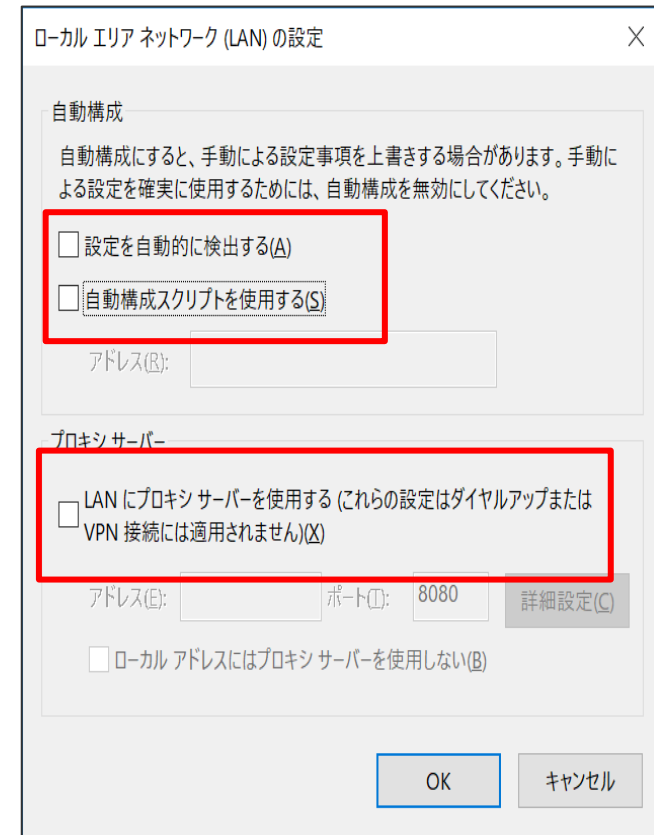 ローカル エリア ネットワーク (LAN) の設定
自動構成
自動構成にすると、手動による設定事項を上書きする場合があります。手動に
よる設定を確実に使用するためには、自動構成を無効にしてください。
設定を自動的に検出する(A)
自動構成スクリプトを使用する(S)
アドレス(R):
プロキシ サーバー
LAN にプロキシ サーバーを使用する (これらの設定はダイヤルアップまたは
VPN 接続には適用されません)(X)
アドレス(E): ポート(T): 8080 詳細設定(C)
ローカル アドレスにはプロキシ サーバーを使用しない(B)
OK キャンセル